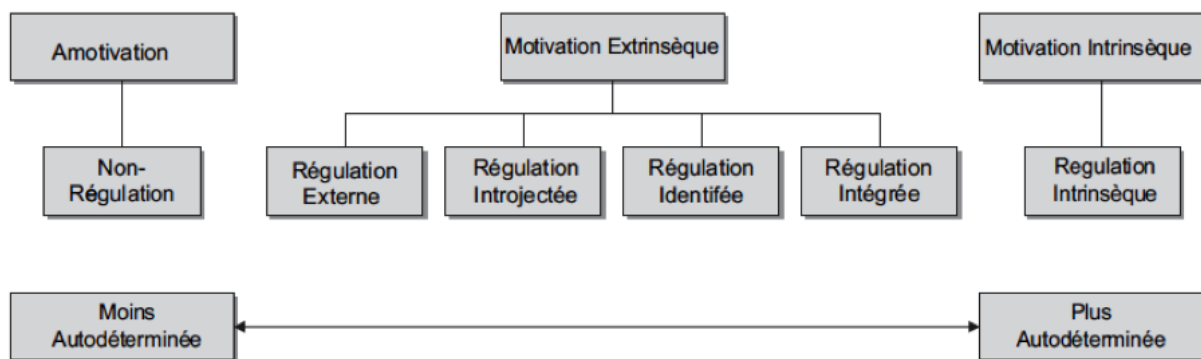 Amotivation
Motivation Extrinsèque
Motivation Intrinsèque
Non-
Régulation
Régulation
Externe
Régulation
Introjectée
Régulation
Identifée
Régulation
Intégrée
Regulation
Intrinsèque
Moins
Autodéterminée
Plus
Autodéterminée